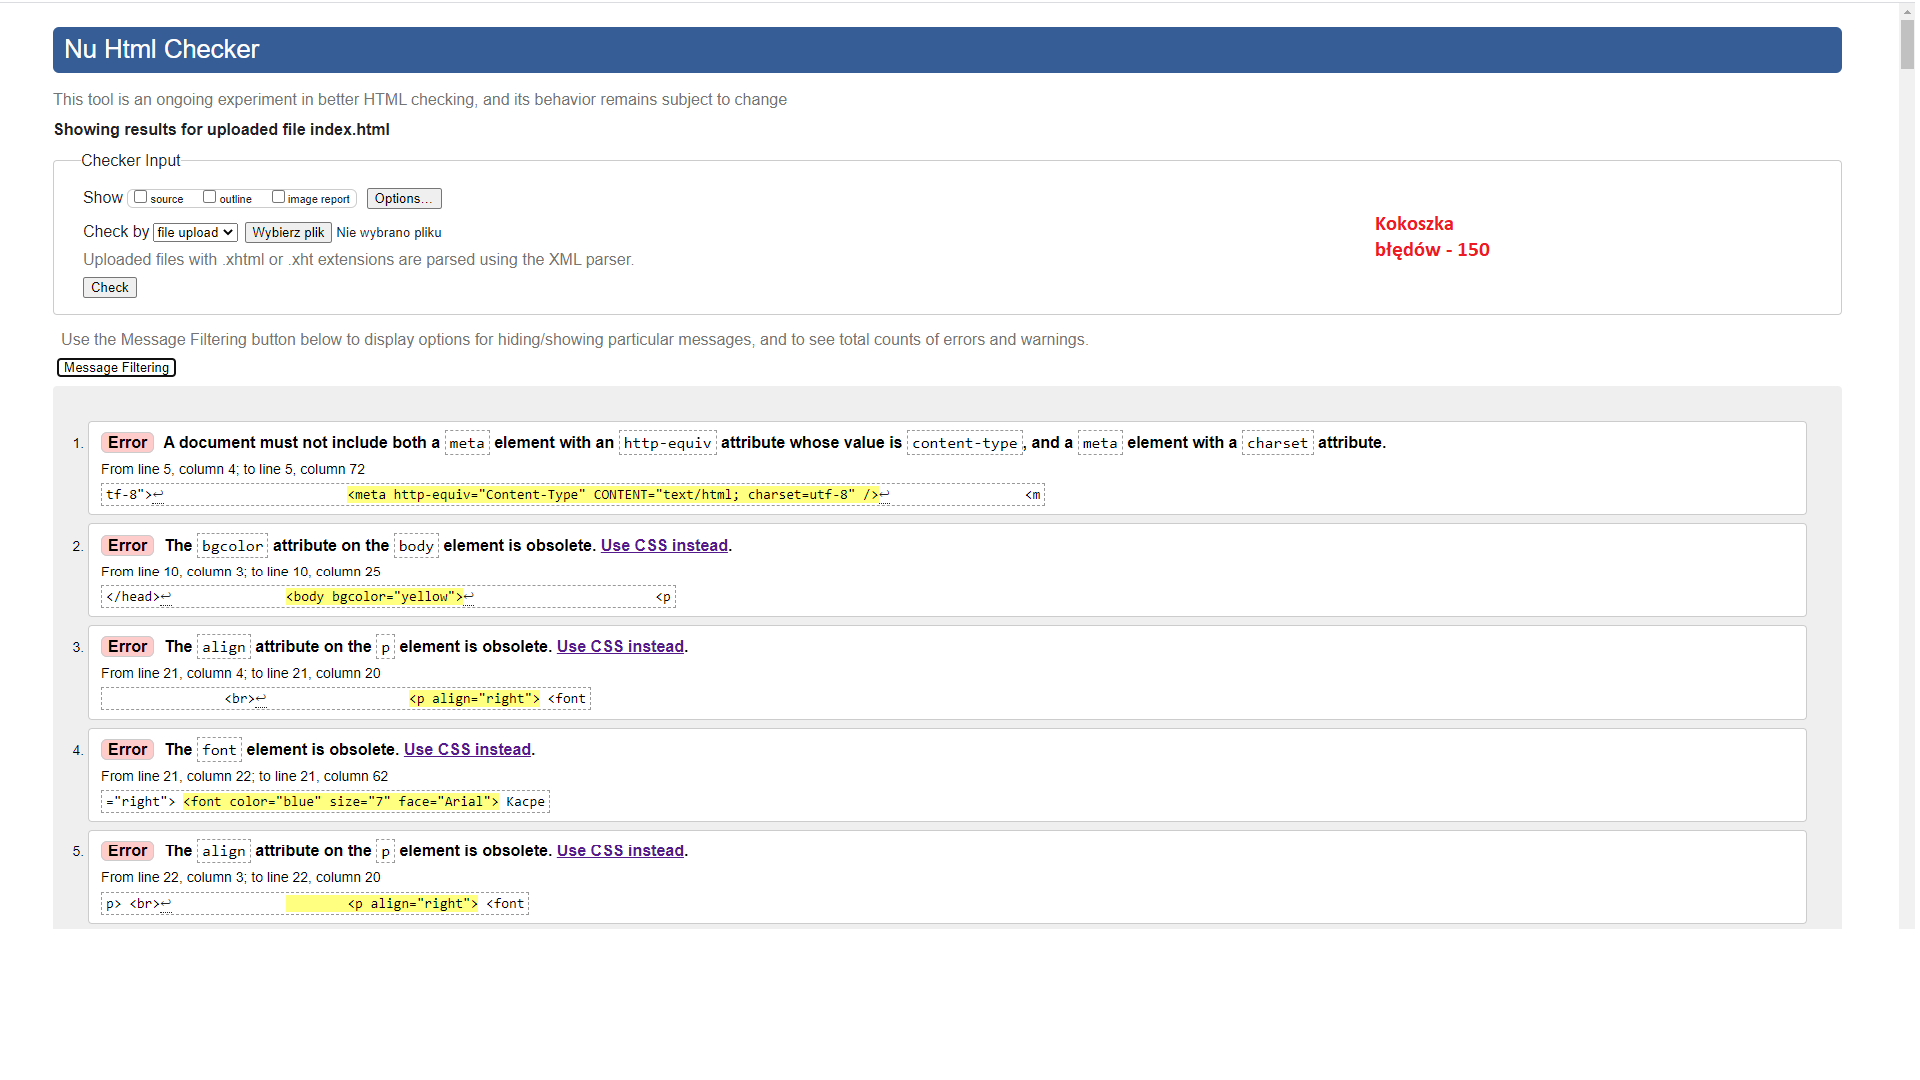 Nu Html Checker
This tool is an ongoing experiment in better HTML checking, and its behavior remains subject to change
Showing results for uploaded file index.html
Checker Input
Show source outline image report Options...
Check by file upload Wybierz plik Nie wybrano pliku
Uploaded files with .xhtml or .xht extensions are parsed using the XML parser.
Check
Kokoszka
błędów - 150
Use the Message Filtering button below to display options for hiding/showing particular messages, and to see total counts of errors and warnings.
Message Filtering
1. Error A document must not include both a meta element with an http-equiv attribute whose value is content-type, and a meta element with a charset attribute.
From line 5, column 4; to line 5, column 72
tf-8">↩ <meta http-equiv="Content-Type" CONTENT="text/html; charset=utf-8" />↩ <m
2. Error The bgcolor attribute on the body element is obsolete. Use CSS instead.
From line 10, column 3; to line 10, column 25
</head>↩ <body bgcolor="yellow">↩ <p
3. Error The align attribute on the p element is obsolete. Use CSS instead.
From line 21, column 4; to line 21, column 20
<br>↩ <p align="right"> <font
4. Error The font element is obsolete. Use CSS instead.
From line 21, column 22; to line 21, column 62
="right"> <font color="blue" size="7" face="Arial"> Kacpe
5. Error The align attribute on the p element is obsolete. Use CSS instead.
From line 22, column 3; to line 22, column 20
p> <br>↩ <p align="right"> <font